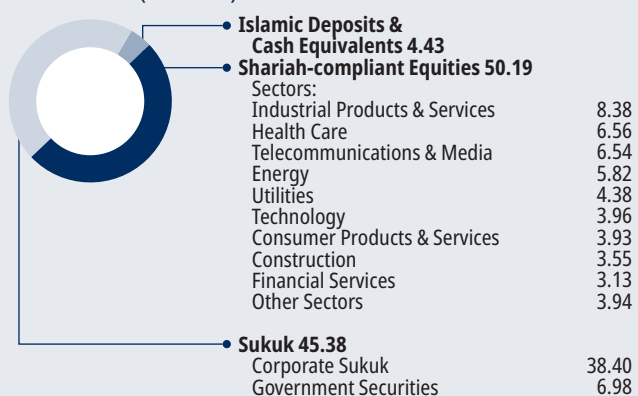 Islamic Deposits &
Cash Equivalents 4.43
Shariah-compliant Equities 50.19
Sectors:
Industrial Products & Services 8.38
Health Care 6.56
Telecommunications & Media 6.54
Energy 5.82
Utilities 4.38
Technology 3.96
Consumer Products & Services 3.93
Construction 3.55
Financial Services 3.13
Other Sectors 3.94
Sukuk 45.38
Corporate Sukuk 38.40
Government Securities 6.98